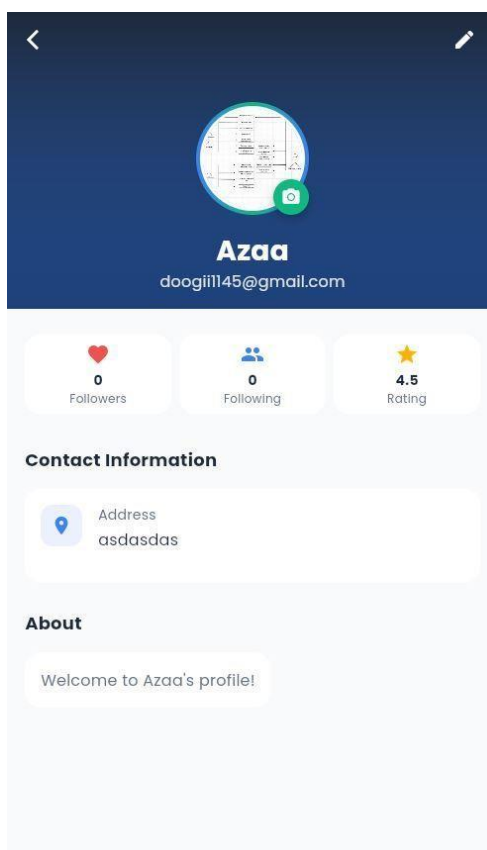 Azaa
doogii1145@gmail.com
0
Followers
0
Following
4.5
Rating
Contact Information
Address
asdasdas
About
Welcome to Azaa's profile!